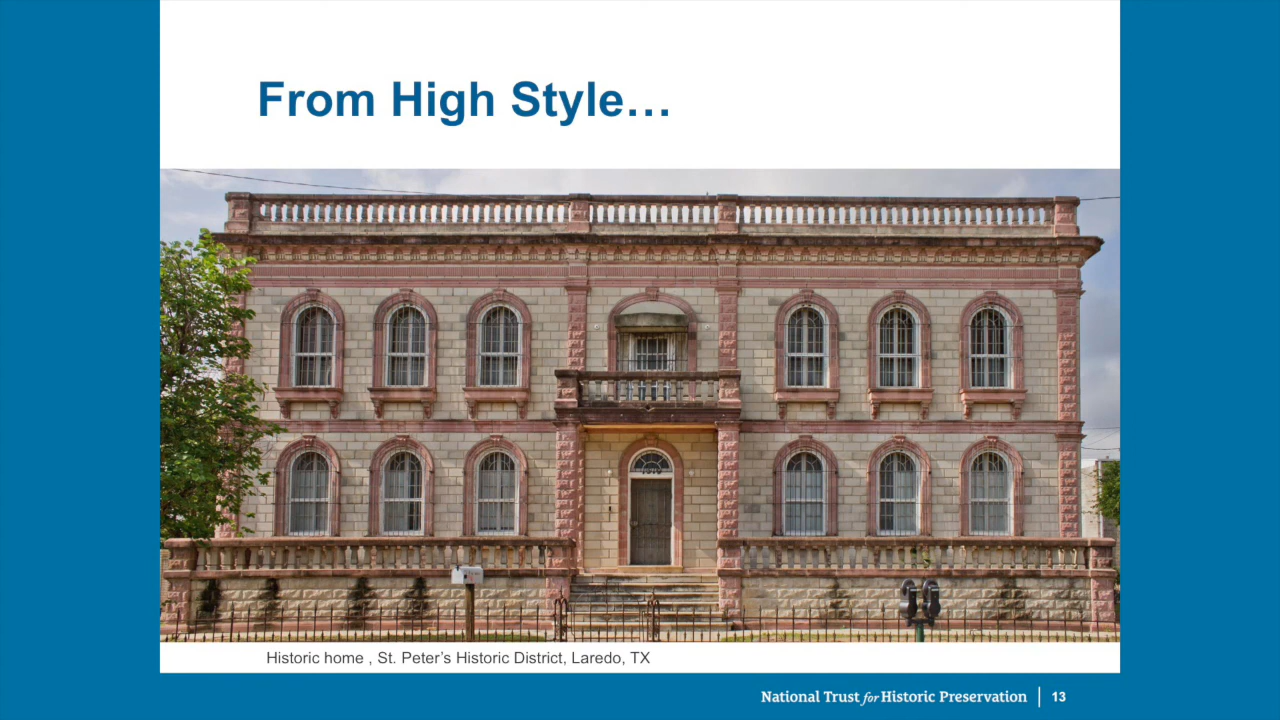 From High Style…
Historic home , St. Peter’s Historic District, Laredo, TX
National Trust for Historic Preservation | 13